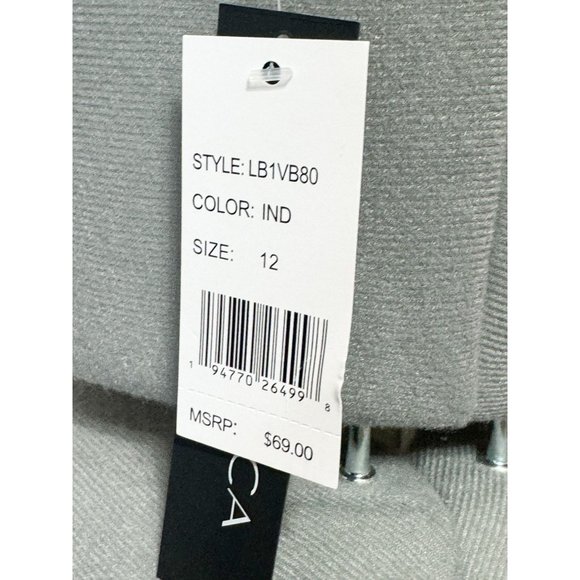 STYLE: LB1VB80
COLOR: IND
SIZE: 12
1 94770 26499 8
MSRP: $69.00
CA